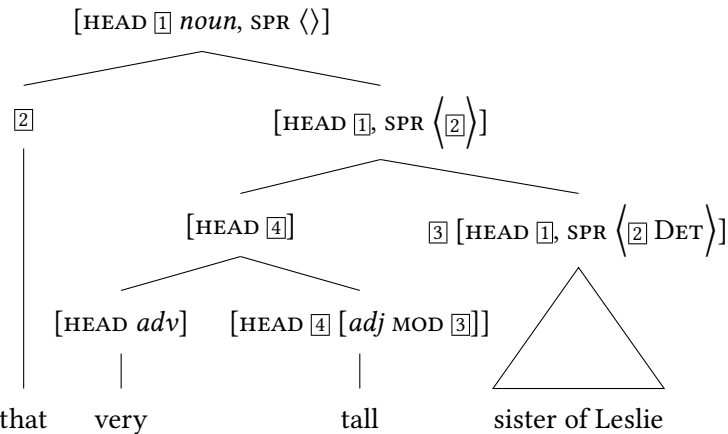 [HEAD 1 noun, SPR ⟨⟩]
2 [HEAD 1, SPR ⟨2⟩]
[HEAD 4] 3 [HEAD 1, SPR ⟨2 DET⟩]
[HEAD adv] [HEAD 4 [adj MOD 3]]
that very tall sister of Leslie